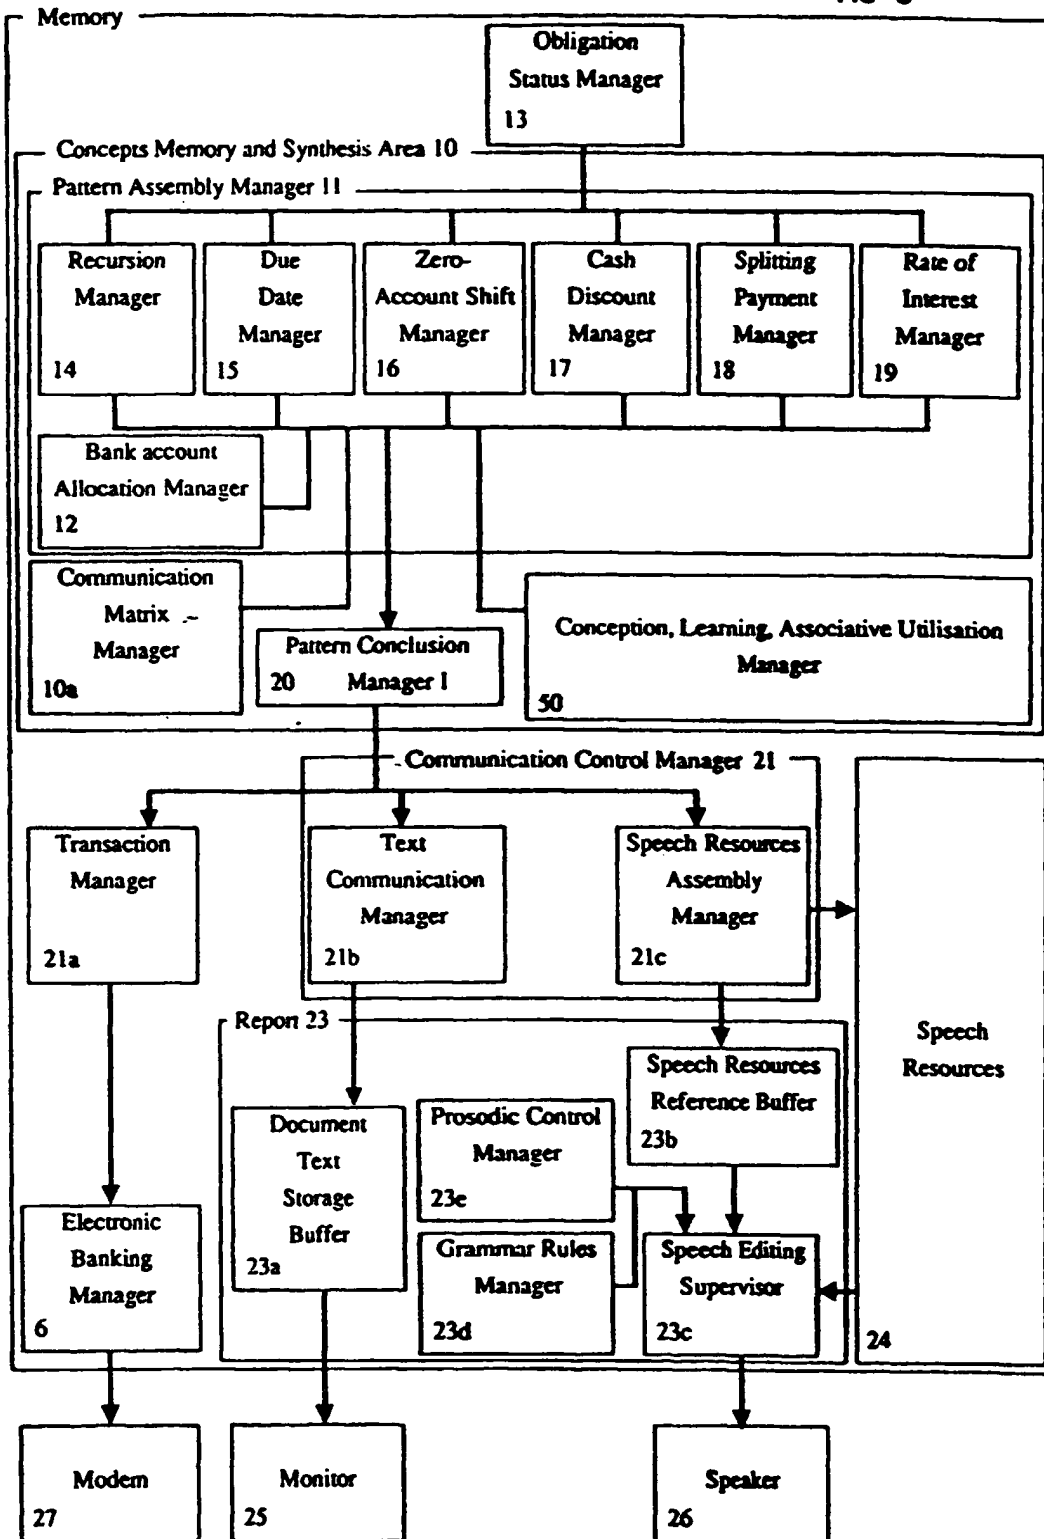 Memory
Obligation
Status Manager
13
Concepts Memory and Synthesis Area 10
Pattern Assembly Manager 11
Recursion
Manager
14
Due
Date
Manager
15
Zero-
Account Shift
Manager
16
Cash
Discount
Manager
17
Splitting
Payment
Manager
18
Rate of
Interest
Manager
19
Bank account
Allocation Manager
12
Communication
Matrix
Manager
10a
Pattern Conclusion
20 Manager I
Conception, Learning, Associative Utilisation
Manager
50
Communication Control Manager 21
Transaction
Manager
21a
Text
Communication
Manager
21b
Speech Resources
Assembly
Manager
21c
Speech
Resources
24
Report 23
Document
Text
Storage
Buffer
23a
Prosodic Control
Manager
23e
Speech Resources
Reference Buffer
23b
Grammar Rules
Manager
23d
Speech Editing
Supervisor
23c
Electronic
Banking
Manager
6
Modem
27
Monitor
25
Speaker
26